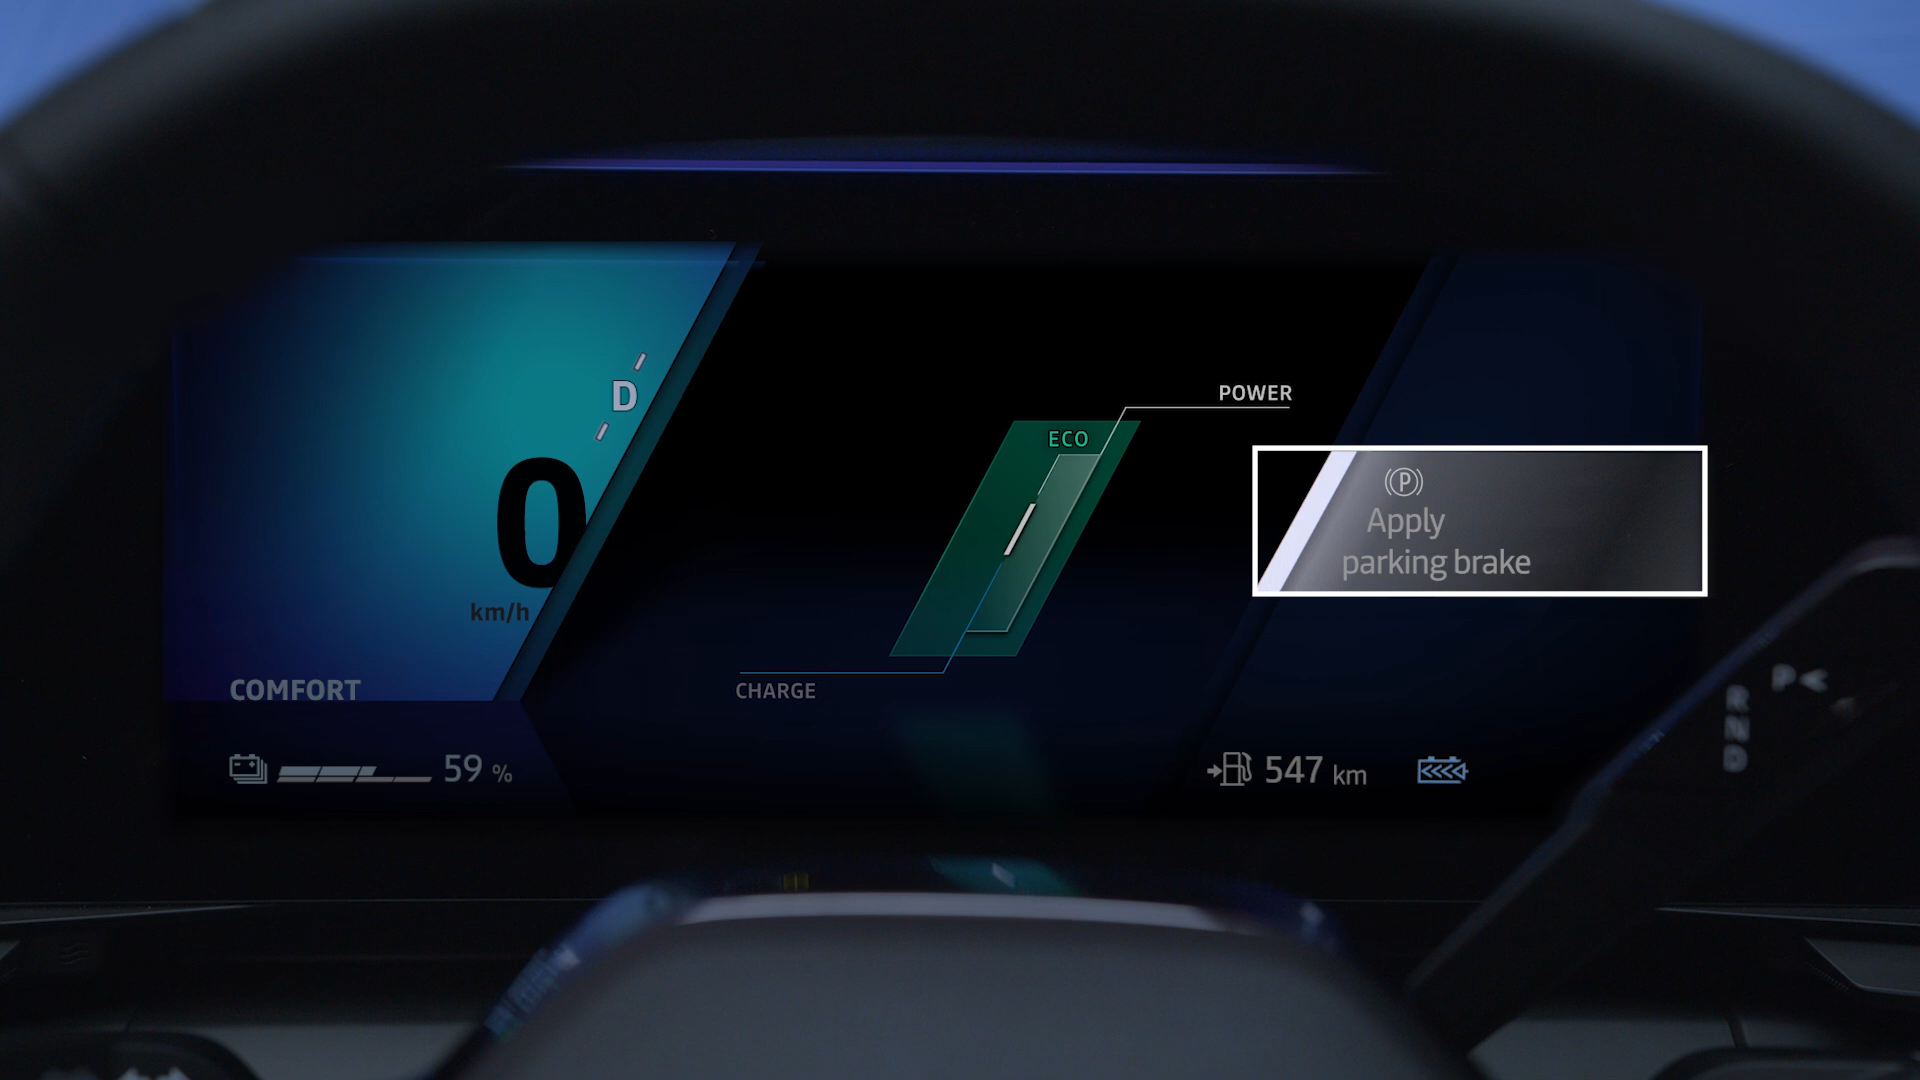 D
0
km/h
COMFORT
59 %
POWER
ECO
CHARGE
P
Apply
parking brake
547 km
P
R
N
D